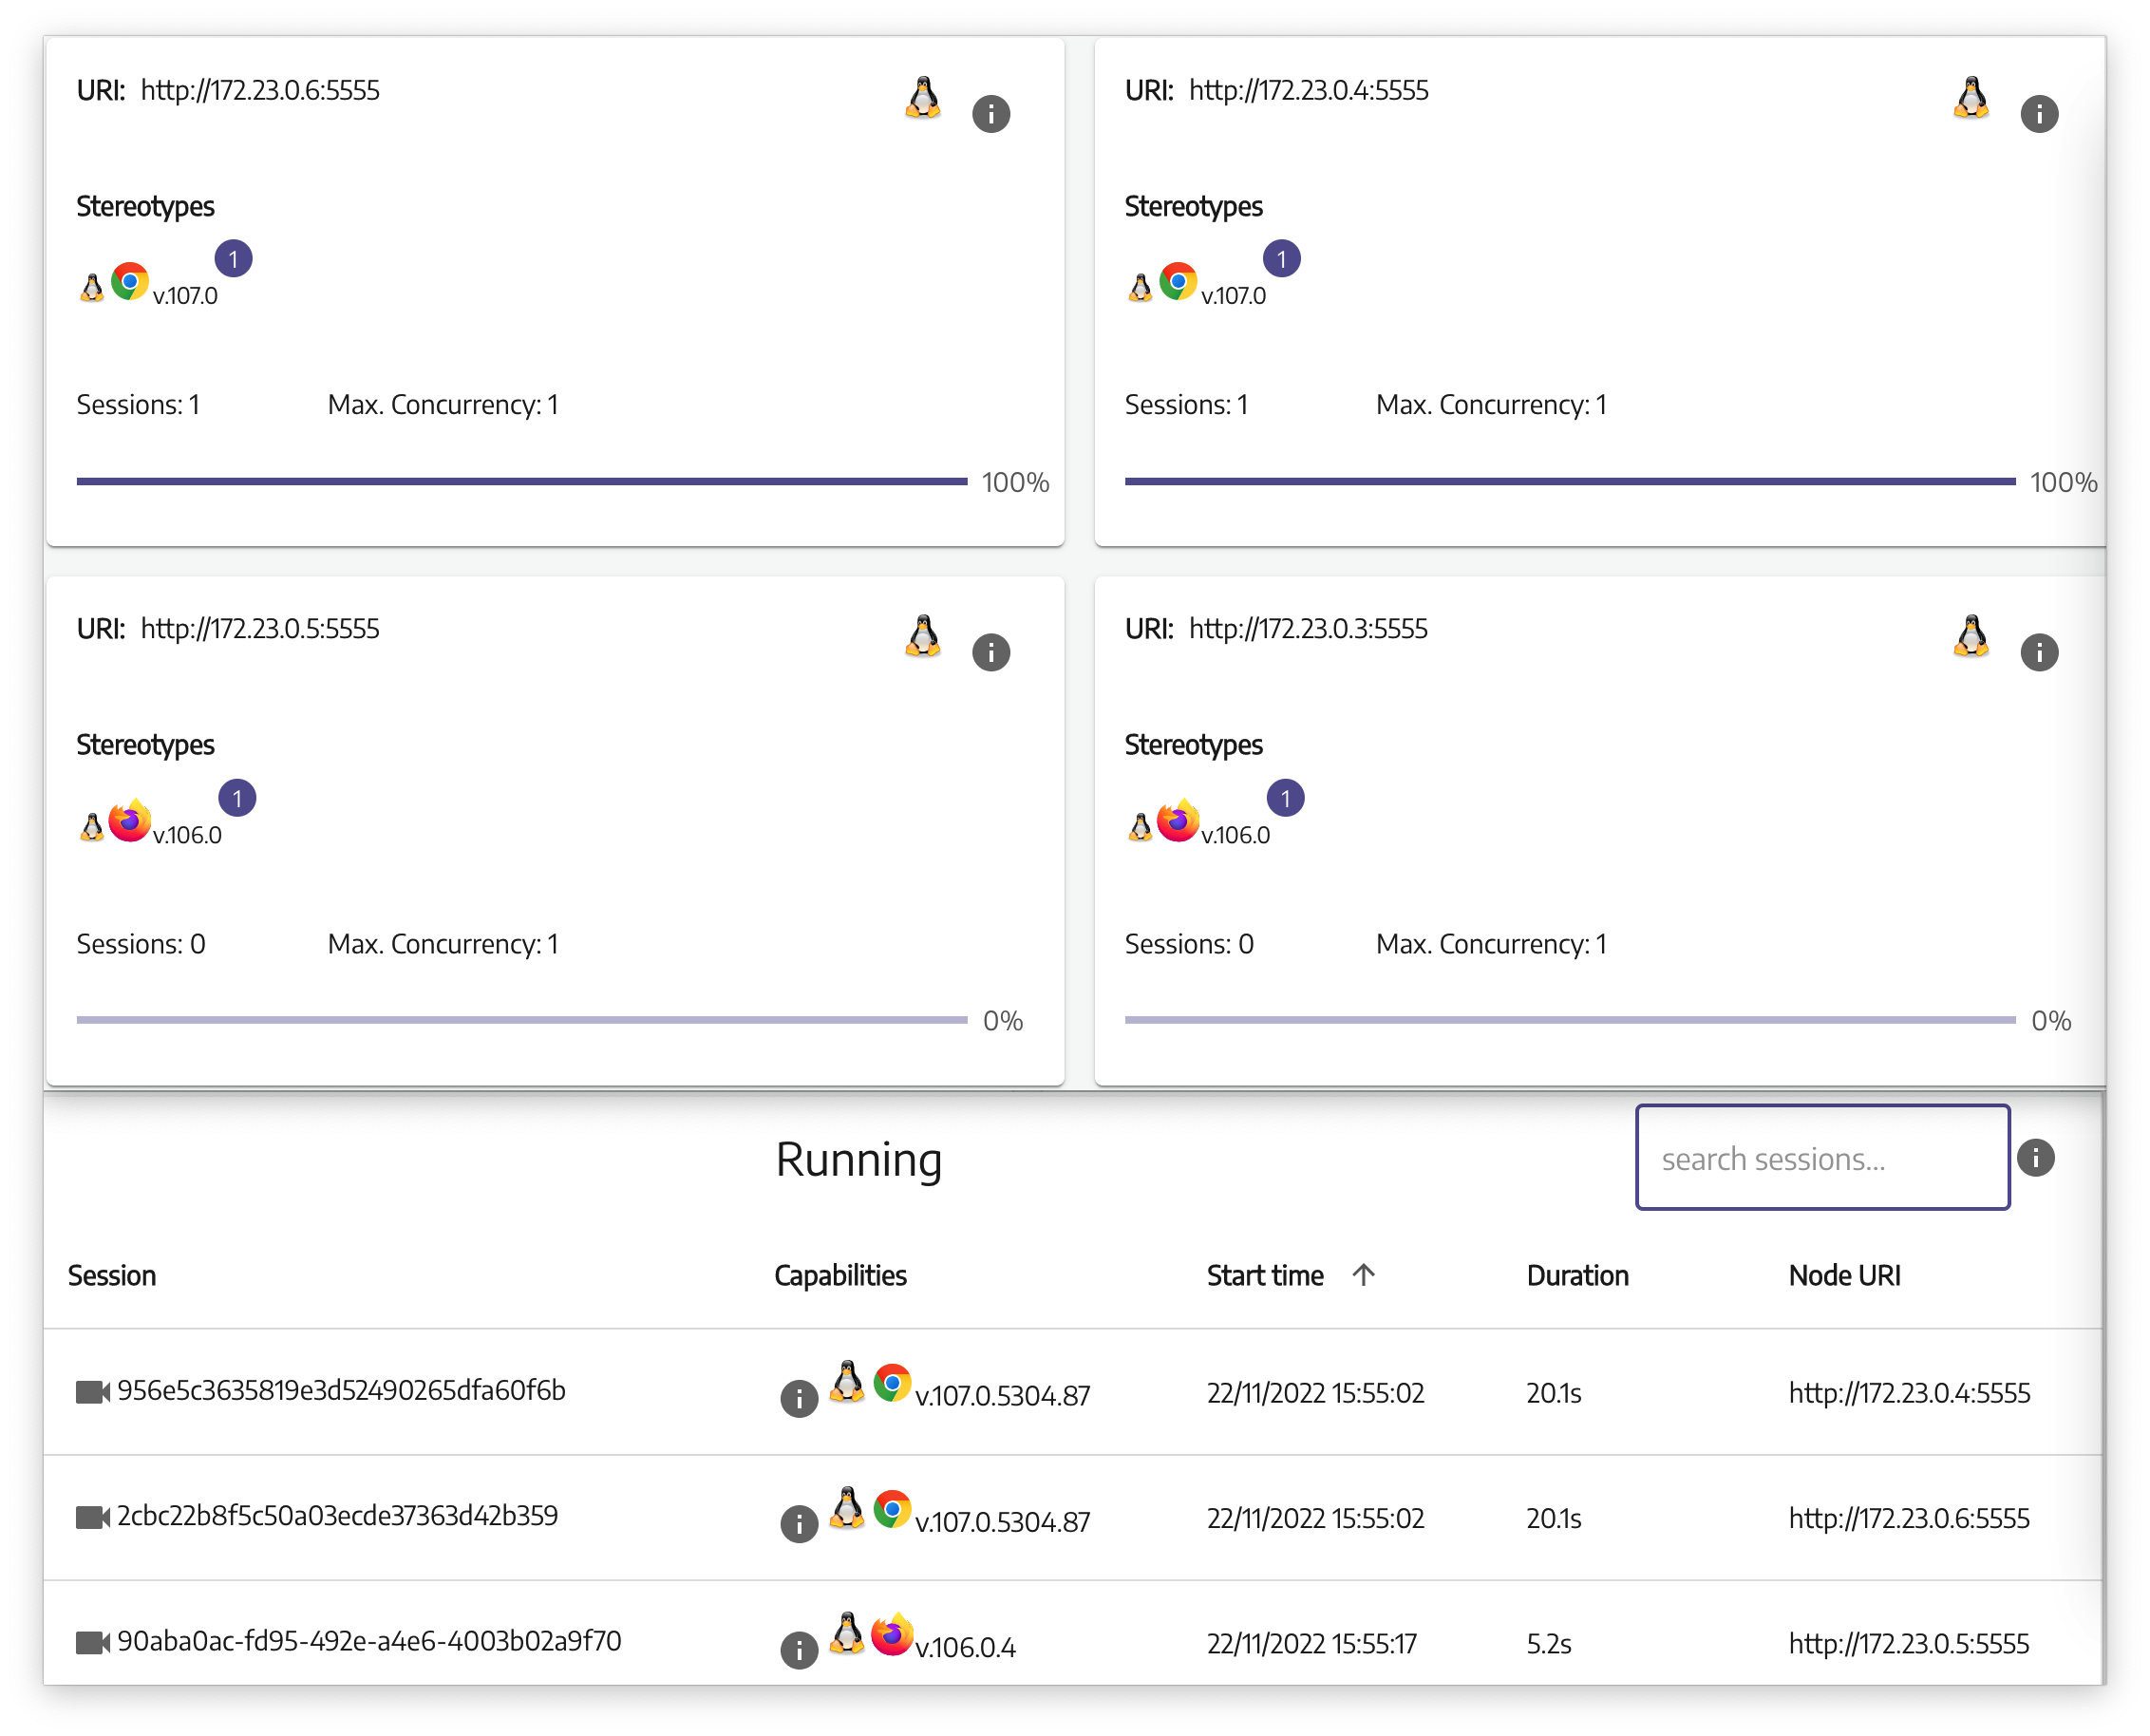 URI: http://172.23.0.6:5555
Stereotypes
v.107.0 1
Sessions: 1 Max. Concurrency: 1
100%
URI: http://172.23.0.4:5555
Stereotypes
v.107.0 1
Sessions: 1 Max. Concurrency: 1
100%
URI: http://172.23.0.5:5555
Stereotypes
v.106.0 1
Sessions: 0 Max. Concurrency: 1
0%
URI: http://172.23.0.3:5555
Stereotypes
v.106.0 1
Sessions: 0 Max. Concurrency: 1
0%
Running search sessions...
Session Capabilities Start time Duration Node URI
956e5c3635819e3d52490265dfa60f6b v.107.0.5304.87 22/11/2022 15:55:02 20.1s http://172.23.0.4:5555
2cbc22b8f5c50a03ecde37363d42b359 v.107.0.5304.87 22/11/2022 15:55:02 20.1s http://172.23.0.6:5555
90aba0ac-fd95-492e-a4e6-4003b02a9f70 v.106.0.4 22/11/2022 15:55:17 5.2s http://172.23.0.5:5555